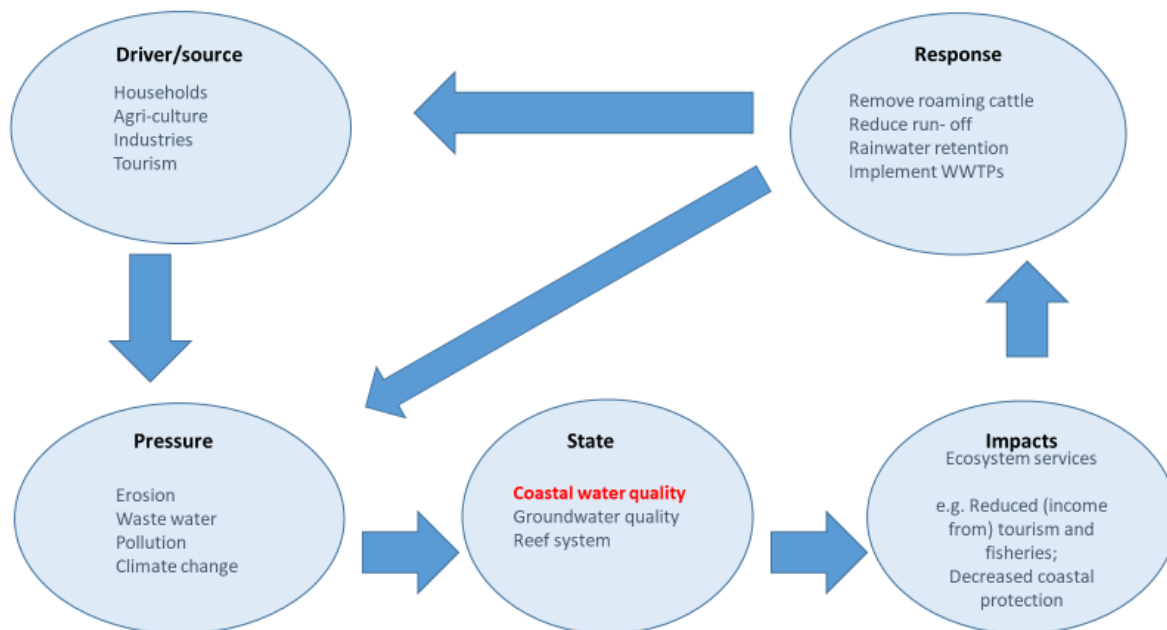 Driver/source
Households
Agri-culture
Industries
Tourism
Response
Remove roaming cattle
Reduce run- off
Rainwater retention
Implement WWTPs
Pressure
Erosion
Waste water
Pollution
Climate change
State
Coastal water quality
Groundwater quality
Reef system
Impacts
Ecosystem services
e.g. Reduced (income
from) tourism and
fisheries;
Decreased coastal
protection